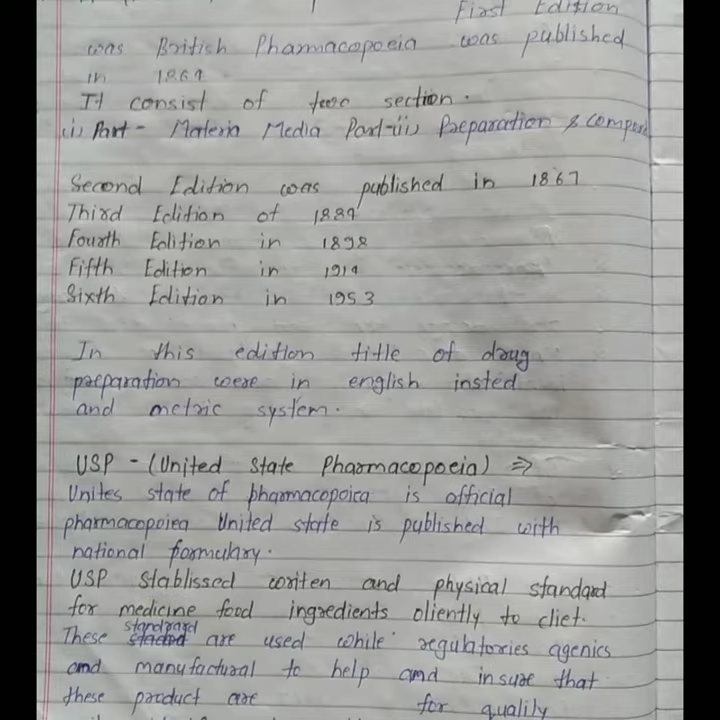 First Edition
was British Pharmacopoeia was published
in 1864
It consist of two section.
(i) Part - Materia Media Part-(ii) Preparation & compou
Second Edition was published in 1867
Third Edition of 1884
Fourth Edition in 1898
Fifth Edition in 1914
Sixth Edition in 1953
In this edition title of drug
preparation were in english insted
and metric system.
USP - (United State Pharmacopoeia) ⇒
Unites state of pharmacopoica is official
pharmacopoiea United state is published with
national formulary.
USP stablissed writen and physical standard
for medicine food ingredients oliently to cliet.
These standard are used while regulatories agenics
and manufactural to help and insure that
these product are for quality